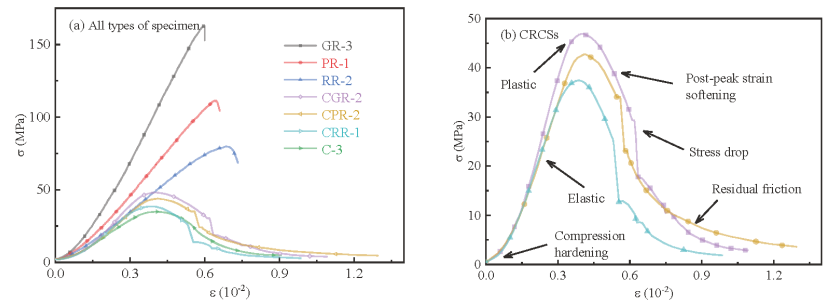 (a) All types of specimen
GR-3
PR-1
RR-2
CGR-2
CPR-2
CRR-1
C-3
150
100
50
0
σ (MPa)
0.0
0.3
0.6
0.9
1.2
ε (10⁻²)
(b) CRCSs
Plastic
Post-peak strain
softening
Stress drop
Elastic
Residual friction
Compression
hardening
50
40
30
20
10
0
σ (MPa)
0.0
0.3
0.6
0.9
1.2
ε (10⁻²)